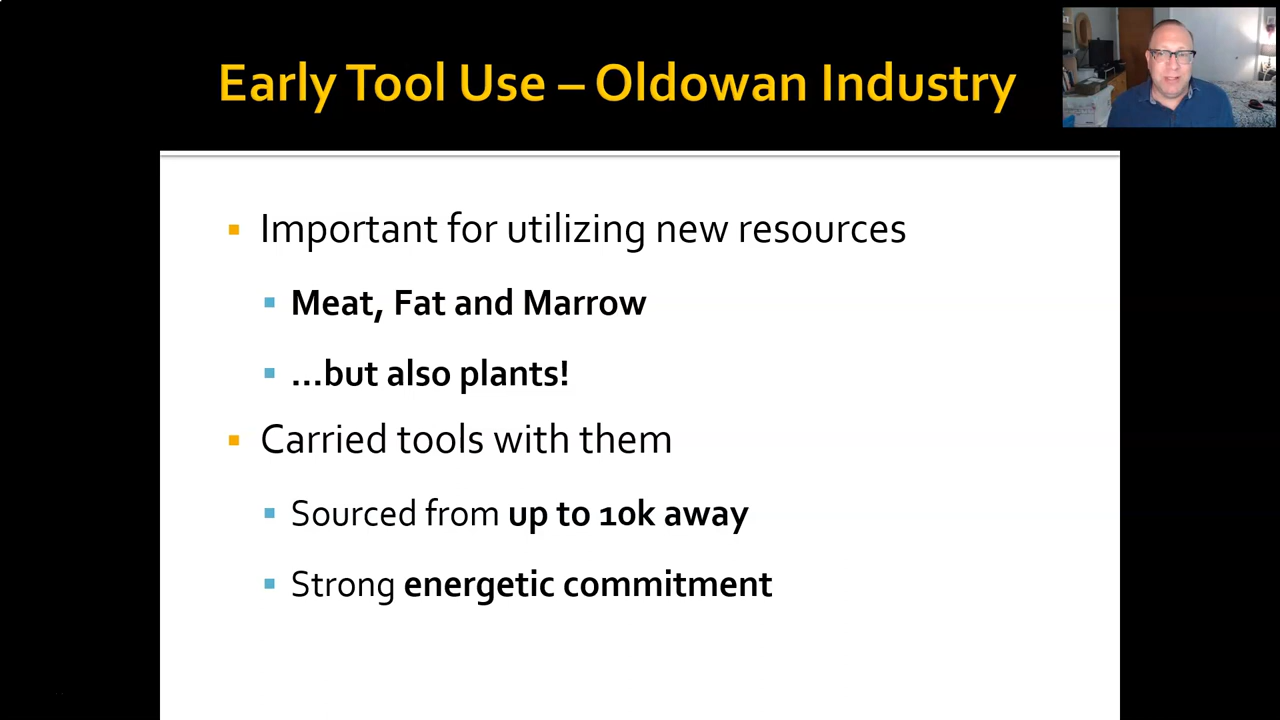 Early Tool Use – Oldowan Industry
Important for utilizing new resources
Meat, Fat and Marrow
…but also plants!
Carried tools with them
Sourced from up to 10k away
Strong energetic commitment